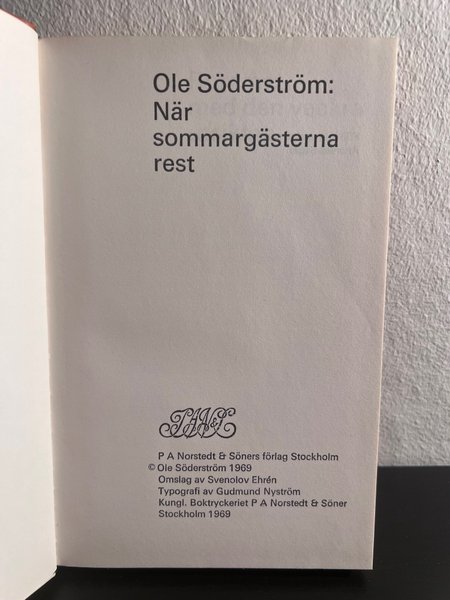 Ole Söderström:
När
sommargästerna
rest
P A Norstedt & Söners förlag Stockholm
© Ole Söderström 1969
Omslag av Svenolov Ehrén
Typografi av Gudmund Nyström
Kungl. Boktryckeriet P A Norstedt & Söner
Stockholm 1969